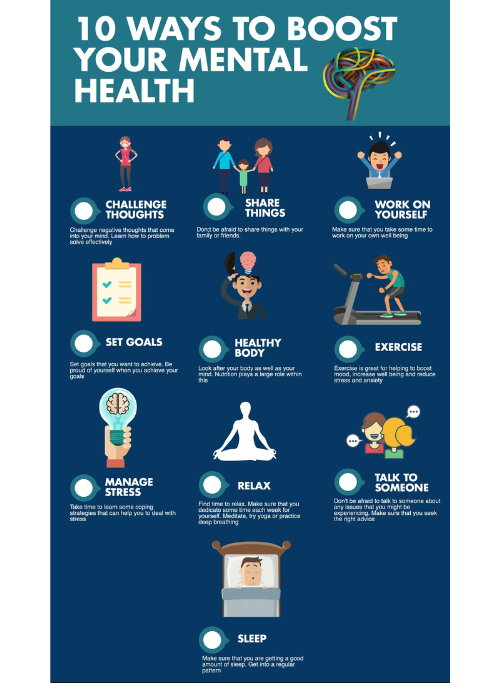 10 WAYS TO BOOST
YOUR MENTAL
HEALTH
CHALLENGE
THOUGHTS
Challenge negative thoughts that come
into your mind. Learn how to problem
solve effectively
SHARE
THINGS
Don;t be afraid to share things with your
family or friends.
WORK ON
YOURSELF
Make sure that you take some time to
work on your own well being
SET GOALS
Set goals that you want to achieve. Be
proud of yourself when you achieve your
goals
HEALTHY
BODY
Look after your body as well as your
mind. Nutrition plays a large role within
this
EXERCISE
Exercise is great for helping to boost
mood, increase well being and reduce
stress and anxiety
MANAGE
STRESS
Take time to learn some coping
strategies that can help you to deal with
stress
RELAX
Find time to relax. Make sure that you
dedicate some time each week for
yourself. Meditate, try yoga or practice
deep breathing
TALK TO
SOMEONE
Don't be afraid to talk to someone about
any issues that you might be
experiencing. Make sure that you seek
the right advice
SLEEP
Make sure that you are getting a good
amount of sleep. Get into a regular
pattern